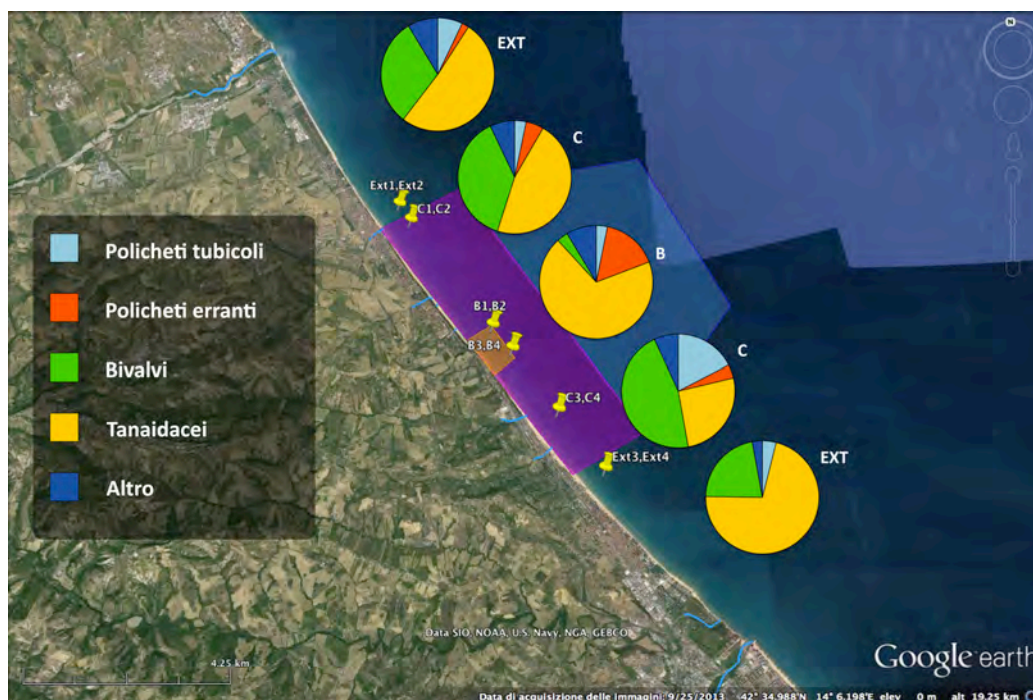 N
EXT
C
Ext1,Ext2
C1,C2
B
B1,B2
B3,B4
C
C3,C4
EXT
Ext3,Ext4
Policheti tubicoli
Policheti erranti
Bivalvi
Tanaidacei
Altro
Data SIO, NOAA, U.S. Navy, NGA, GEBCO
4.25 km
Google earth
Data di acquisizione delle immagini: 9/25/2013 42° 34.988'N 14° 6.198'E elev 0 m alt 19.25 km